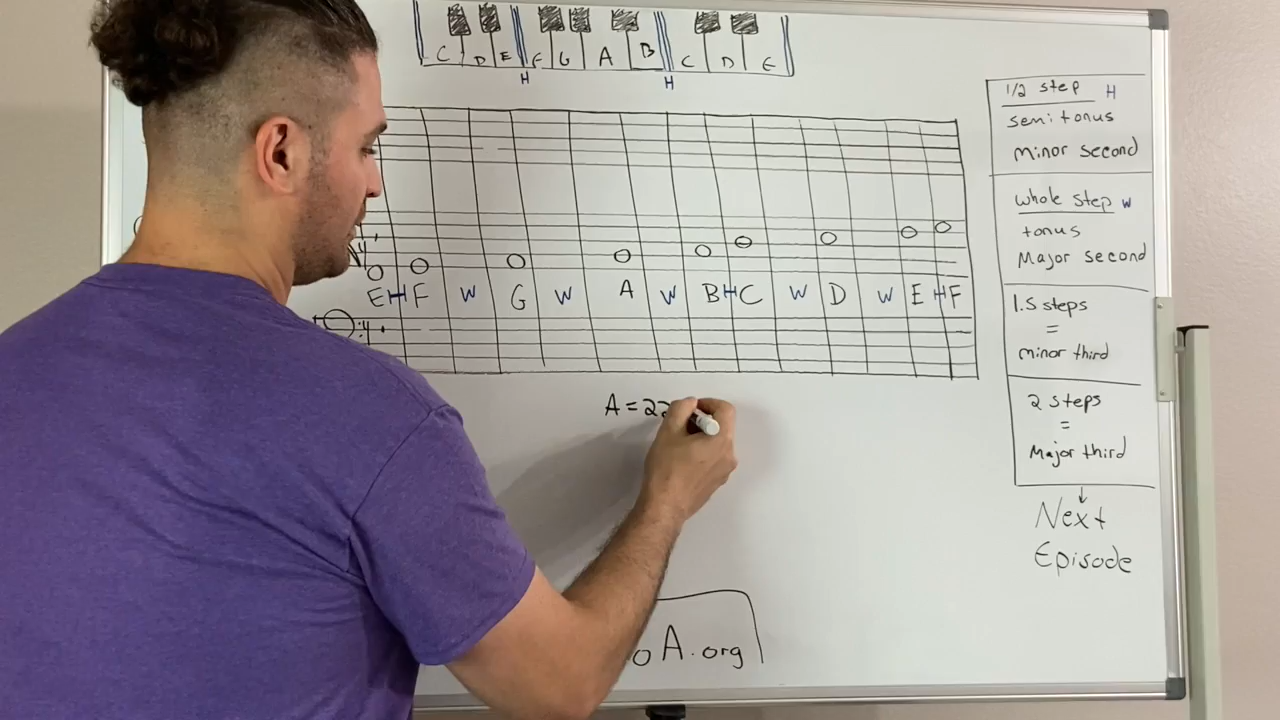 C D E F G A B C D E
H H
E H F W G W A W B H C W D W E H F
A = 22
oA.org
1/2 step H
semitonus
minor second
whole step W
tonus
Major second
1.5 steps
=
minor third
2 steps
=
Major third
↓
Next
Episode